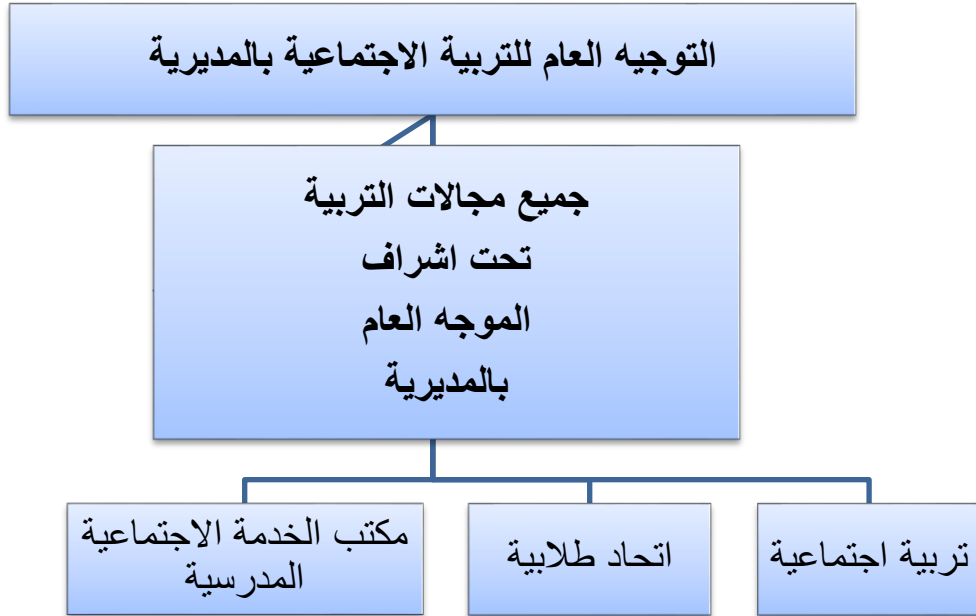 التوجيه العام للتربية الاجتماعية بالمديرية
جميع مجالات التربية
تحت اشراف
الموجه العام
بالمديرية
تربية اجتماعية
اتحاد طلابية
مكتب الخدمة الاجتماعية
المدرسية